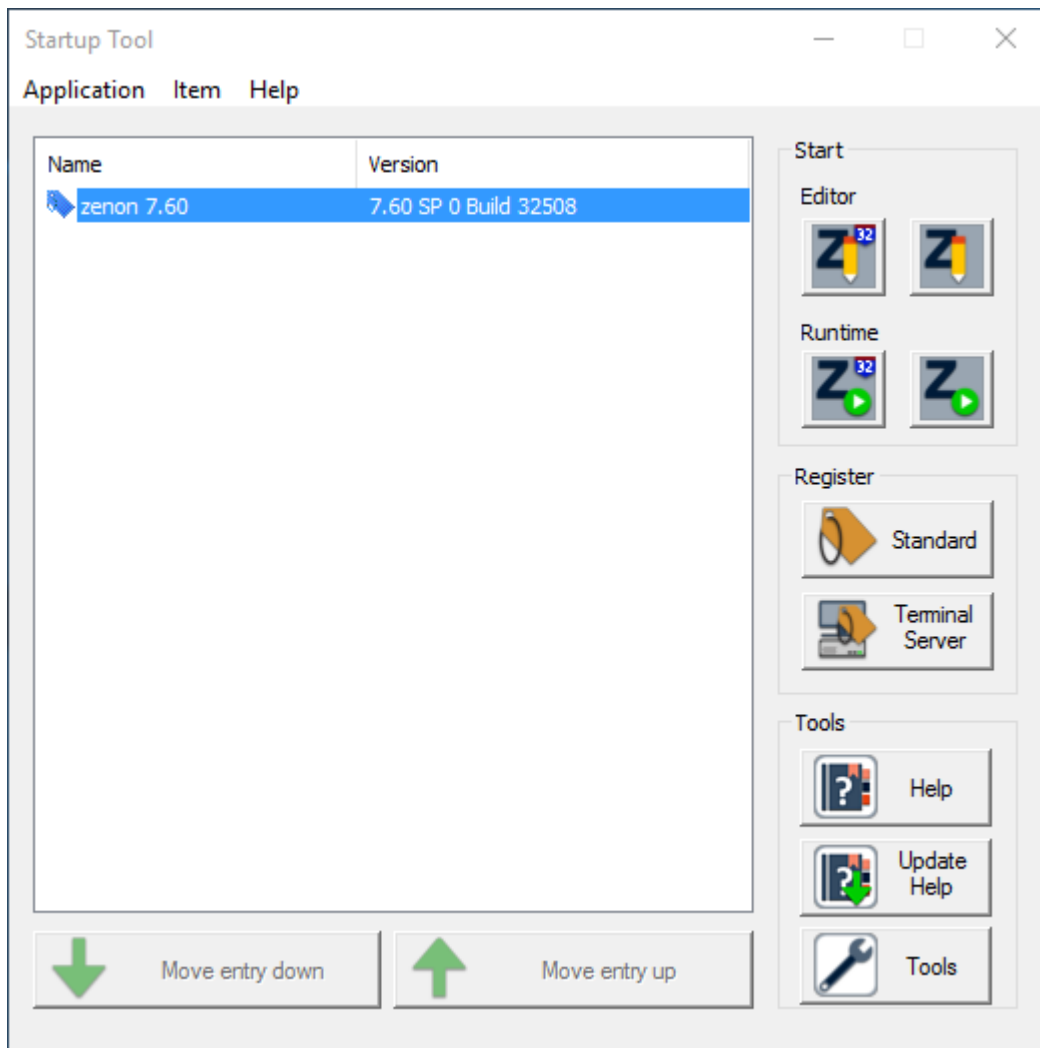 Startup Tool
Application Item Help
Name Version
zenon 7.60 7.60 SP 0 Build 32508
Move entry down Move entry up
Start
Editor
Z 32 Z
Runtime
Z 32 Z
Register
Standard
Terminal
Server
Tools
? Help
? Update
Help
Tools